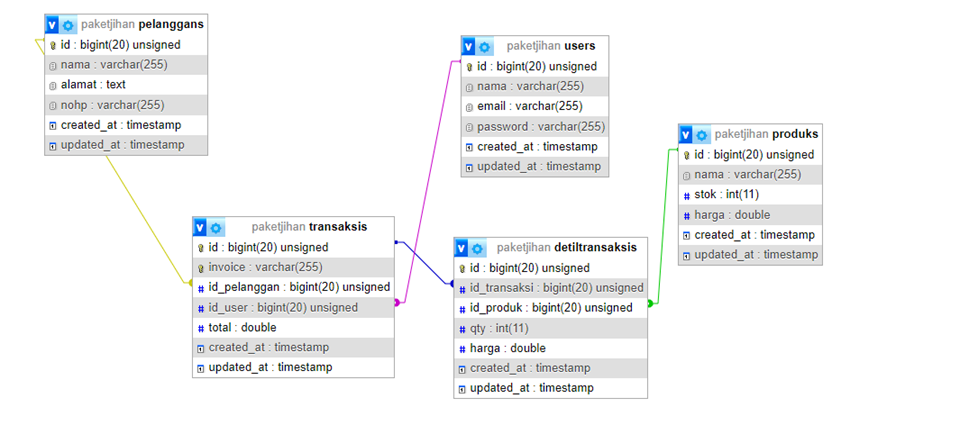 paketjihan pelanggans
id : bigint(20) unsigned
nama : varchar(255)
alamat : text
nohp : varchar(255)
created_at : timestamp
updated_at : timestamp
paketjihan users
id : bigint(20) unsigned
nama : varchar(255)
email : varchar(255)
password : varchar(255)
created_at : timestamp
updated_at : timestamp
paketjihan produks
id : bigint(20) unsigned
nama : varchar(255)
stok : int(11)
harga : double
created_at : timestamp
updated_at : timestamp
paketjihan transaksis
id : bigint(20) unsigned
invoice : varchar(255)
id_pelanggan : bigint(20) unsigned
id_user : bigint(20) unsigned
total : double
created_at : timestamp
updated_at : timestamp
paketjihan detiltransaksis
id : bigint(20) unsigned
id_transaksi : bigint(20) unsigned
id_produk : bigint(20) unsigned
qty : int(11)
harga : double
created_at : timestamp
updated_at : timestamp